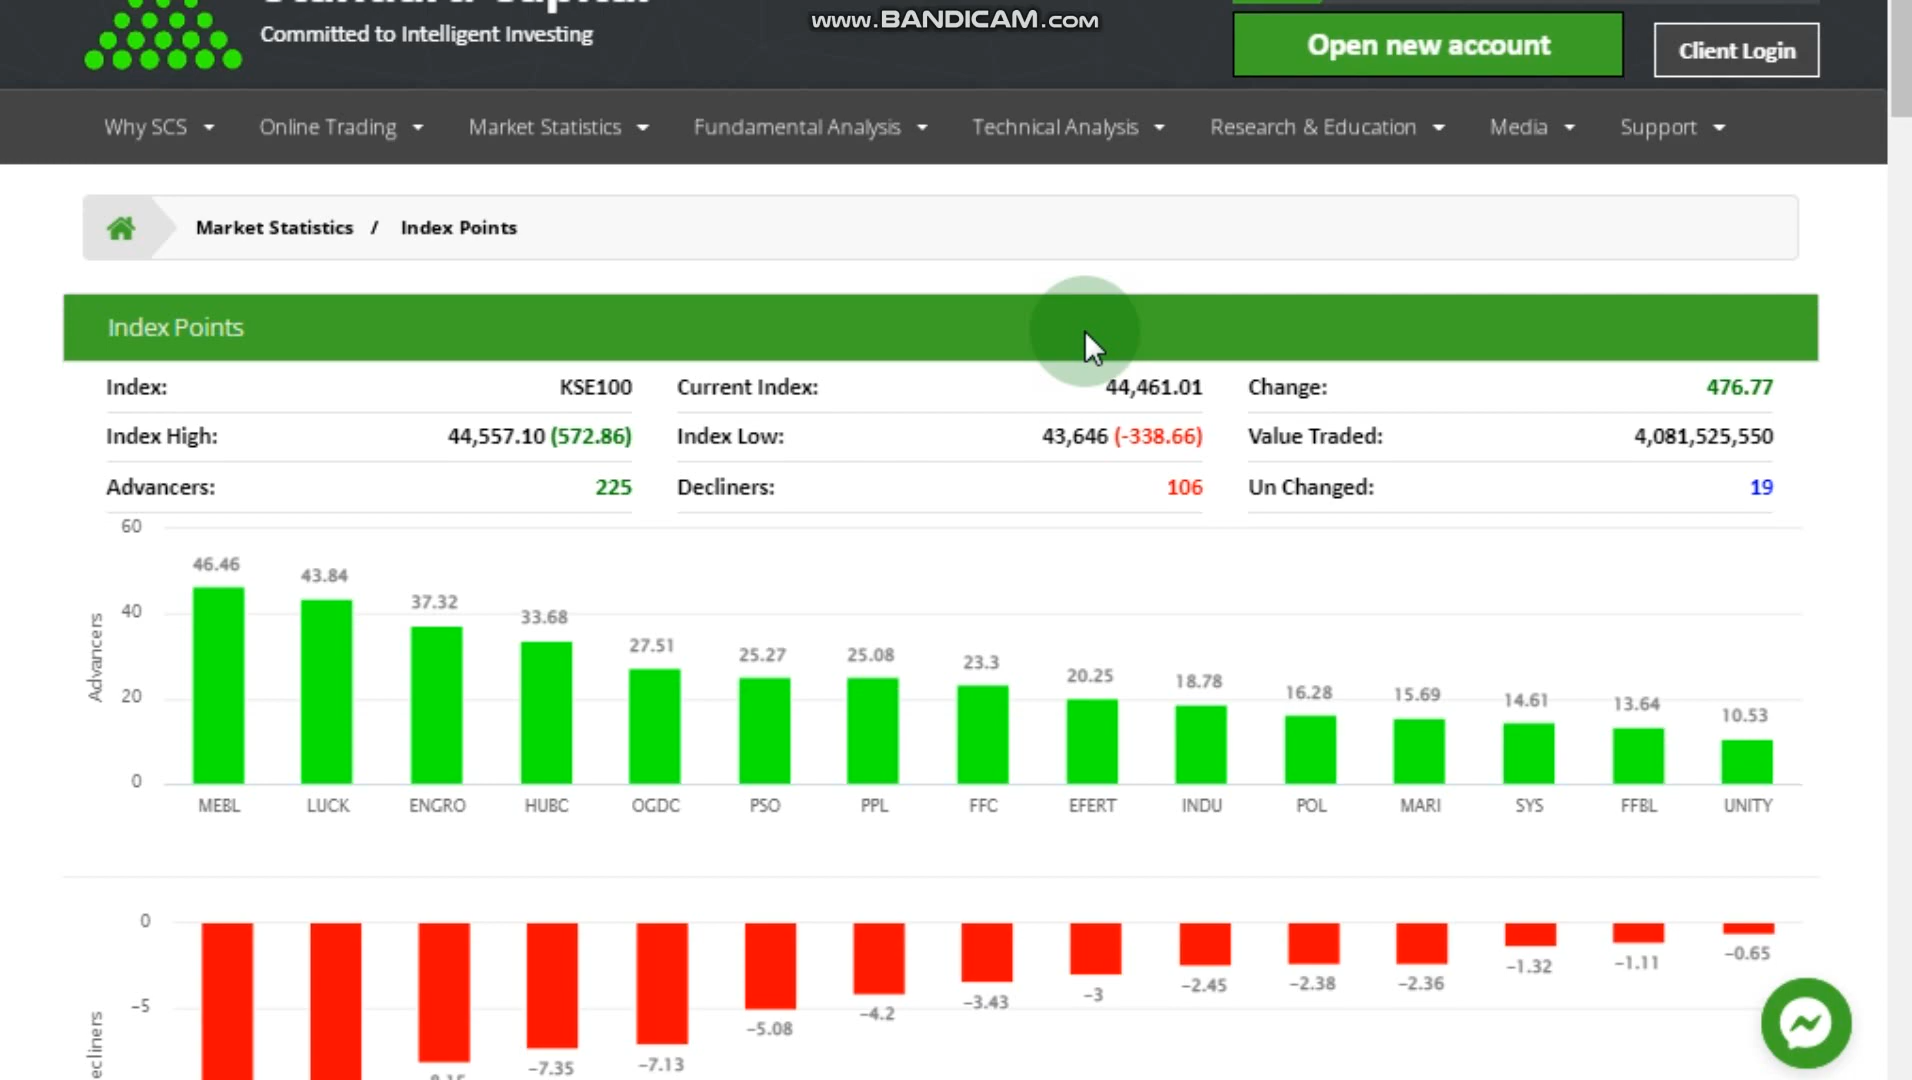 www.BANDICAM.com
Committed to Intelligent Investing
Open new account
Client Login
Why SCS
Online Trading
Market Statistics
Fundamental Analysis
Technical Analysis
Research & Education
Media
Support
Market Statistics / Index Points
Index Points
Index: KSE100 Current Index: 44,461.01 Change: 476.77
Index High: 44,557.10 (572.86) Index Low: 43,646 (-338.66) Value Traded: 4,081,525,550
Advancers: 225 Decliners: 106 Un Changed: 19
60
40
20
0
Advancers
46.46
43.84
37.32
33.68
27.51
25.27
25.08
23.3
20.25
18.78
16.28
15.69
14.61
13.64
10.53
MEBL LUCK ENGRO HUBC OGDC PSO PPL FFC EFERT INDU POL MARI SYS FFBL UNITY
0
−5
−7.35
−7.13
−5.08
−4.2
−3.43
−3
−2.45
−2.38
−2.36
−1.32
−1.11
−0.65